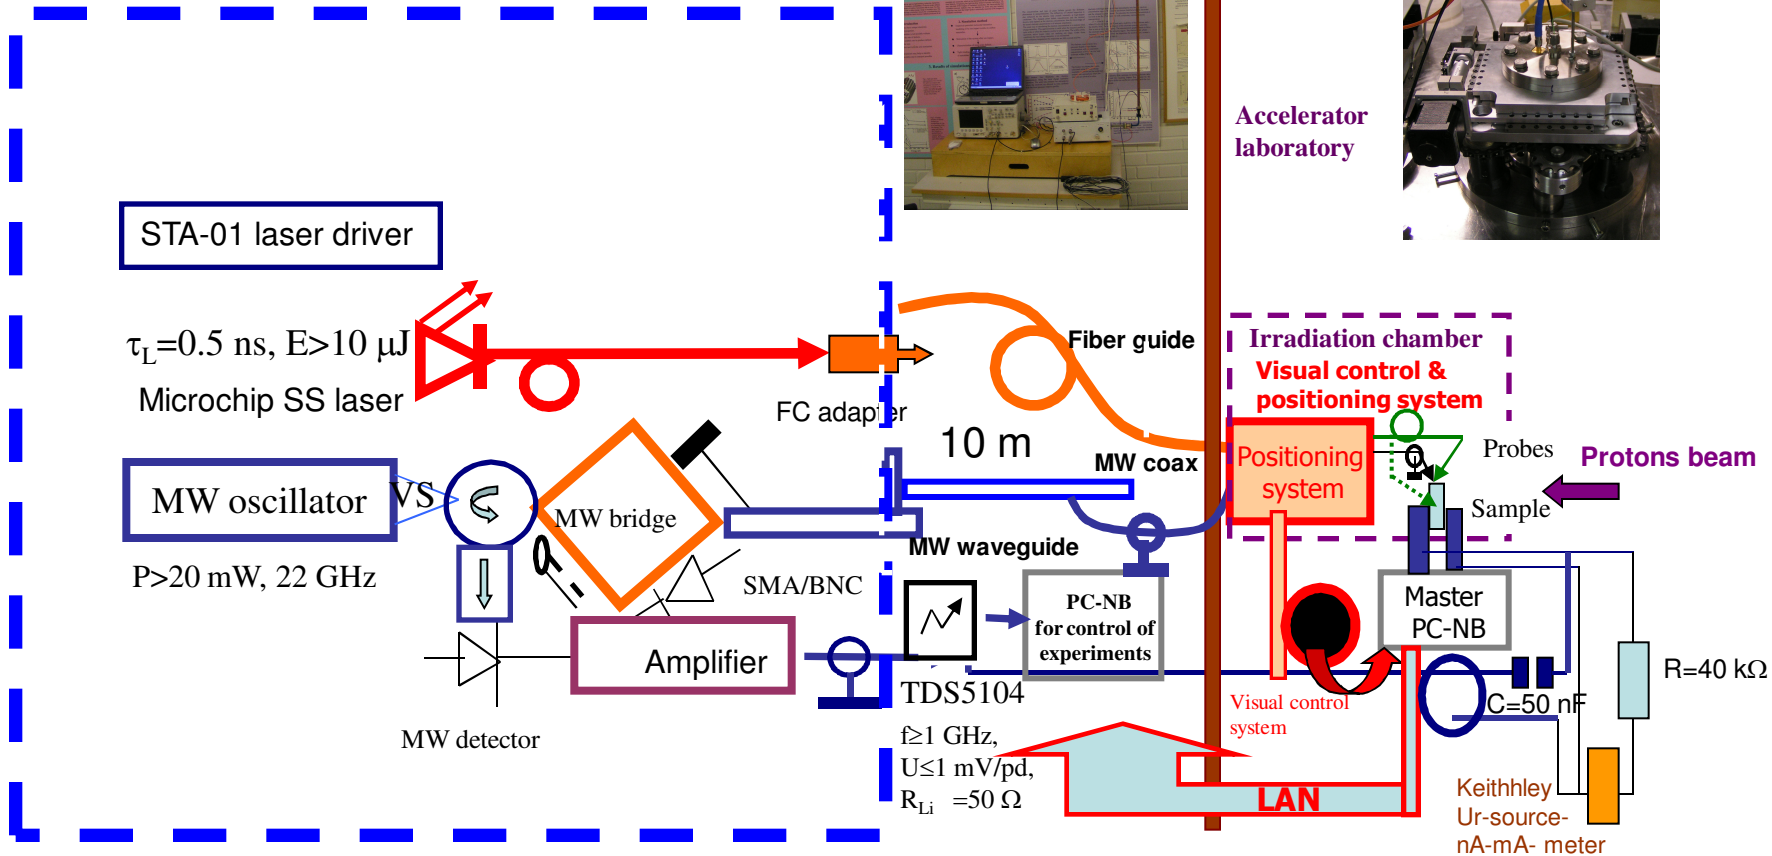 Accelerator
laboratory
STA-01 laser driver
τL=0.5 ns, E>10 μJ
Microchip SS laser
FC adapter
Fiber guide
Irradiation chamber
Visual control &
positioning system
10 m
MW coax
Positioning
system
Probes
Protons beam
Sample
MW oscillator
VS
MW bridge
MW waveguide
P>20 mW, 22 GHz
SMA/BNC
PC-NB
for control of
experiments
Master
PC-NB
Amplifier
R=40 kΩ
TDS5104
C=50 nF
Visual control
system
MW detector
f≥1 GHz,
U≤1 mV/pd,
RLi =50 Ω
LAN
Keithhley
Ur-source-
nA-mA- meter